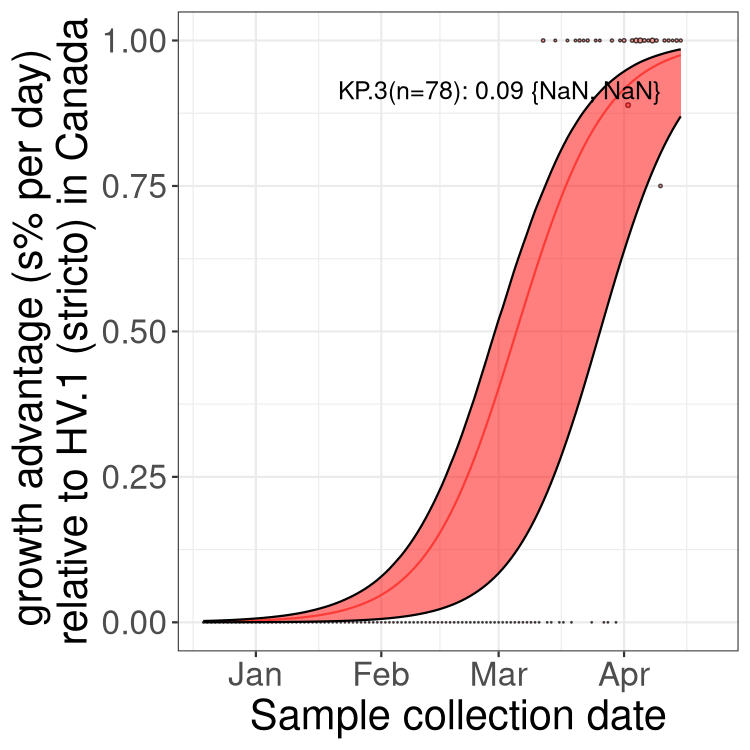 growth advantage (s% per day)
relative to HV.1 (stricto) in Canada
1.00
0.75
0.50
0.25
0.00
KP.3(n=78): 0.09 {NaN, NaN}
Jan Feb Mar Apr
Sample collection date